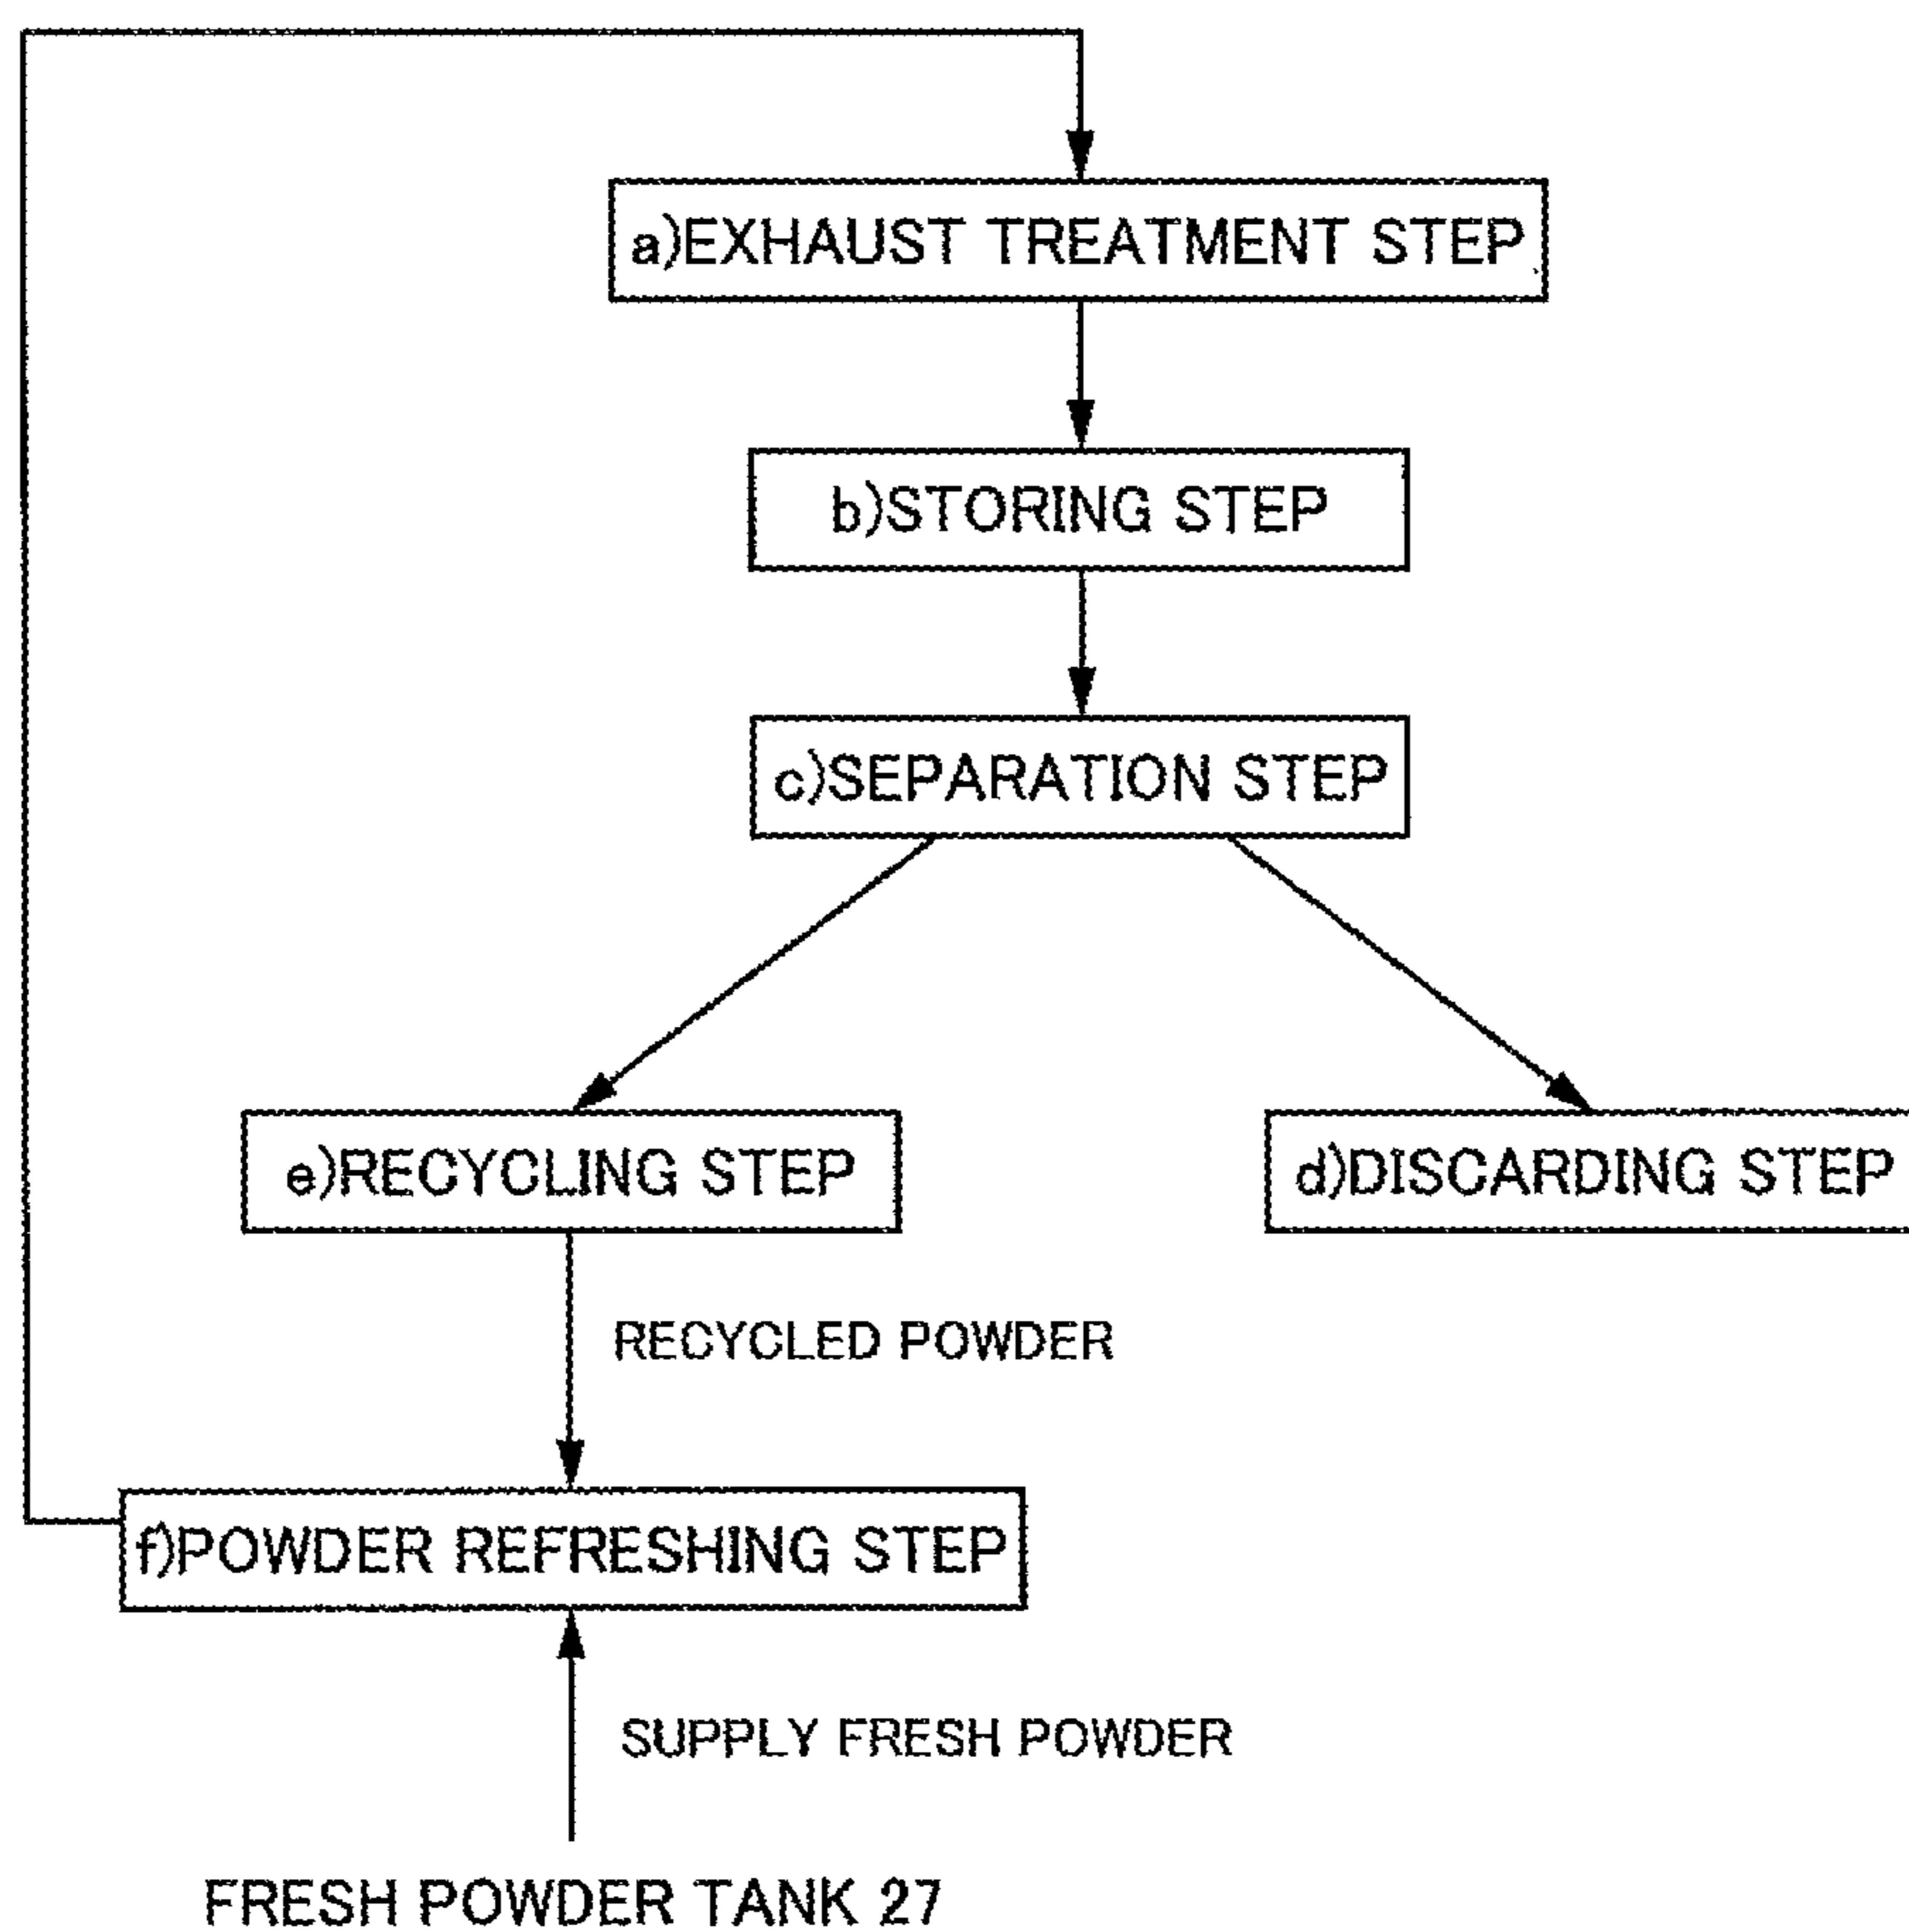 a)EXHAUST TREATMENT STEP
b)STORING STEP
c)SEPARATION STEP
e)RECYCLING STEP
d)DISCARDING STEP
RECYCLED POWDER
f)POWDER REFRESHING STEP
SUPPLY FRESH POWDER
FRESH POWDER TANK 27